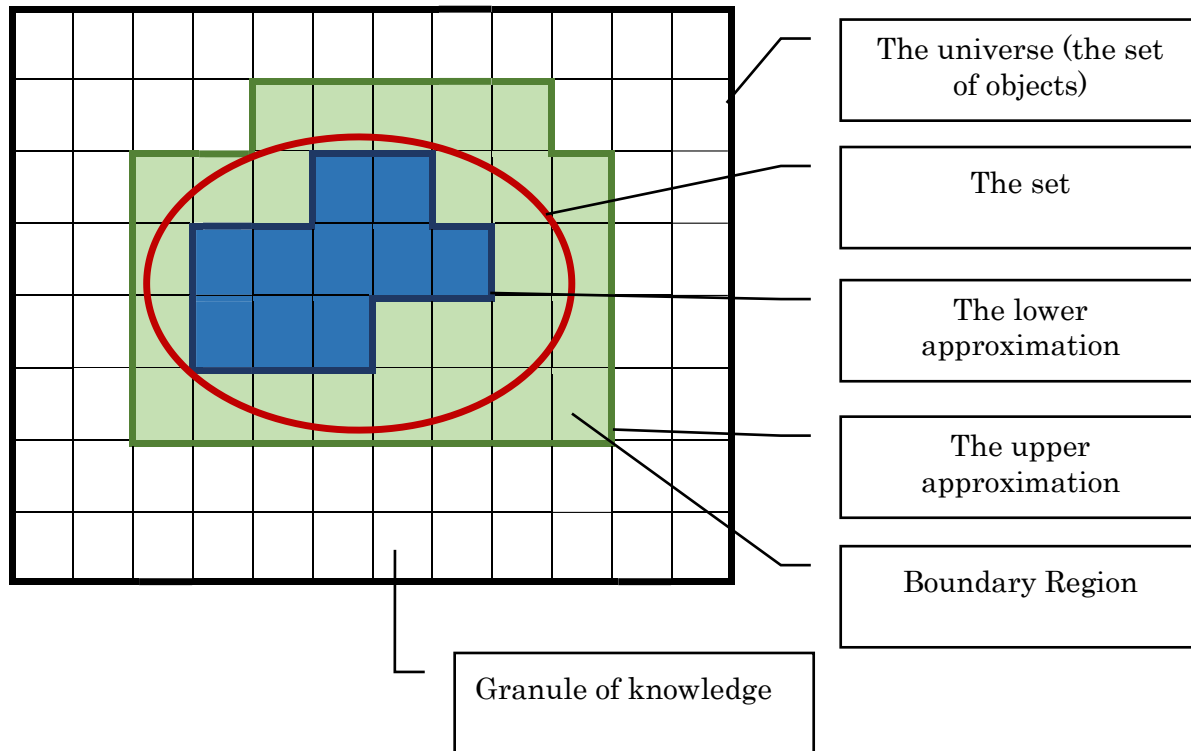 The universe (the set
of objects)
The set
The lower
approximation
The upper
approximation
Boundary Region
Granule of knowledge